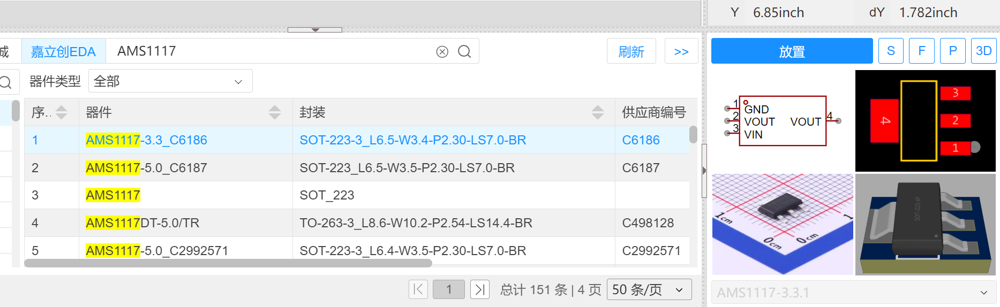 Y 6.85inch dY 1.782inch
城 嘉立创EDA AMS1117 刷新 >> 放置 S F P 3D
器件类型 全部
序.. 器件 封装 供应商编号
1 AMS1117-3.3_C6186 SOT-223-3_L6.5-W3.4-P2.30-LS7.0-BR C6186
2 AMS1117-5.0_C6187 SOT-223_L6.5-W3.5-P2.30-LS7.0-BR C6187
3 AMS1117 SOT_223
4 AMS1117DT-5.0/TR TO-263-3_L8.6-W10.2-P2.54-LS14.4-BR C498128
5 AMS1117-5.0_C2992571 SOT-223-3_L6.4-W3.5-P2.30-LS7.0-BR C2992571
1 总计 151 条 | 4 页 50 条/页
1 GND
2 VOUT VOUT 4
3 VIN
3
4 2
1
1cm 1
0cm 0cm
SOT-223-4P
AMS1117-3.3.1